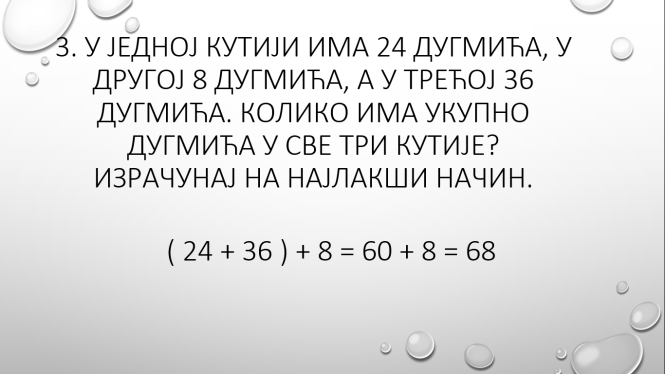 3. У ЈЕДНОЈ КУТИЈИ ИМА 24 ДУГМИЋА, У
ДРУГОЈ 8 ДУГМИЋА, А У ТРЕЋОЈ 36
ДУГМИЋА. КОЛИКО ИМА УКУПНО
ДУГМИЋА У СВЕ ТРИ КУТИЈЕ?
ИЗРАЧУНАЈ НА НАЈЛАКШИ НАЧИН.
( 24 + 36 ) + 8 = 60 + 8 = 68